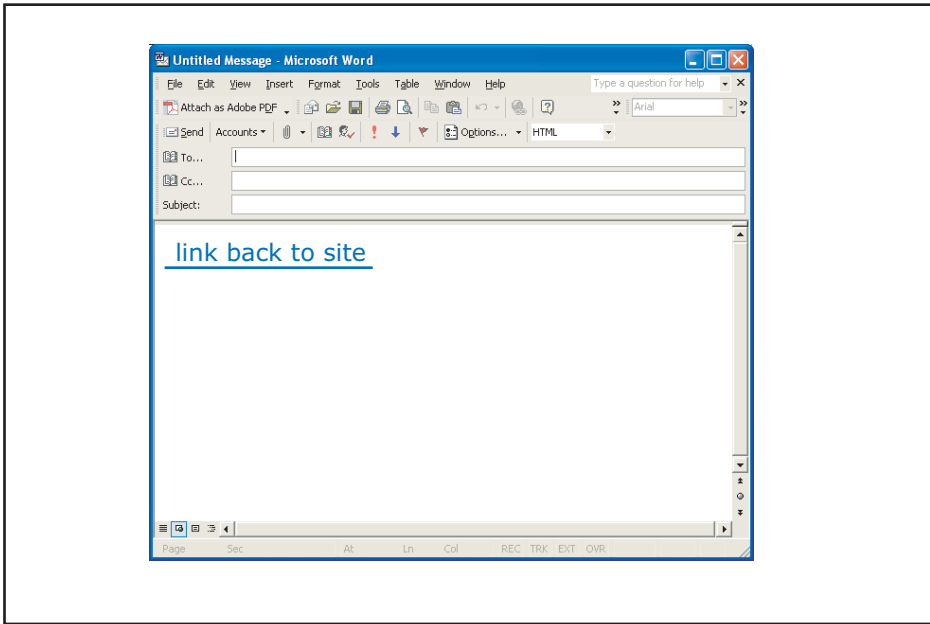 Untitled Message - Microsoft Word
File Edit View Insert Format Tools Table Window Help Type a question for help
Attach as Adobe PDF Arial
Send Accounts Options... HTML
To...
Cc...
Subject:
link back to site
Page Sec At Ln Col REC TRK EXT OVR